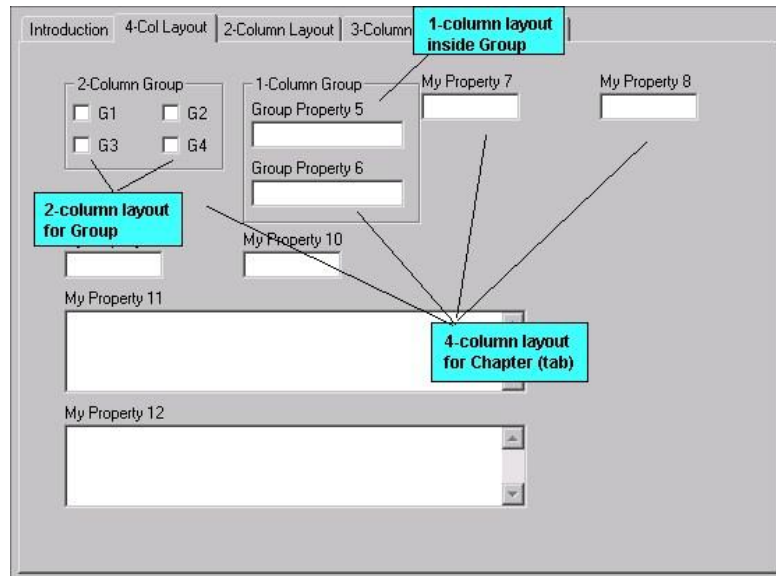 Introduction
4-Col Layout
2-Column Layout
3-Column
1-column layout
inside Group
2-Column Group
G1
G2
G3
G4
1-Column Group
Group Property 5
Group Property 6
My Property 7
My Property 8
2-column layout
for Group
My Property 10
My Property 11
4-column layout
for Chapter (tab)
My Property 12